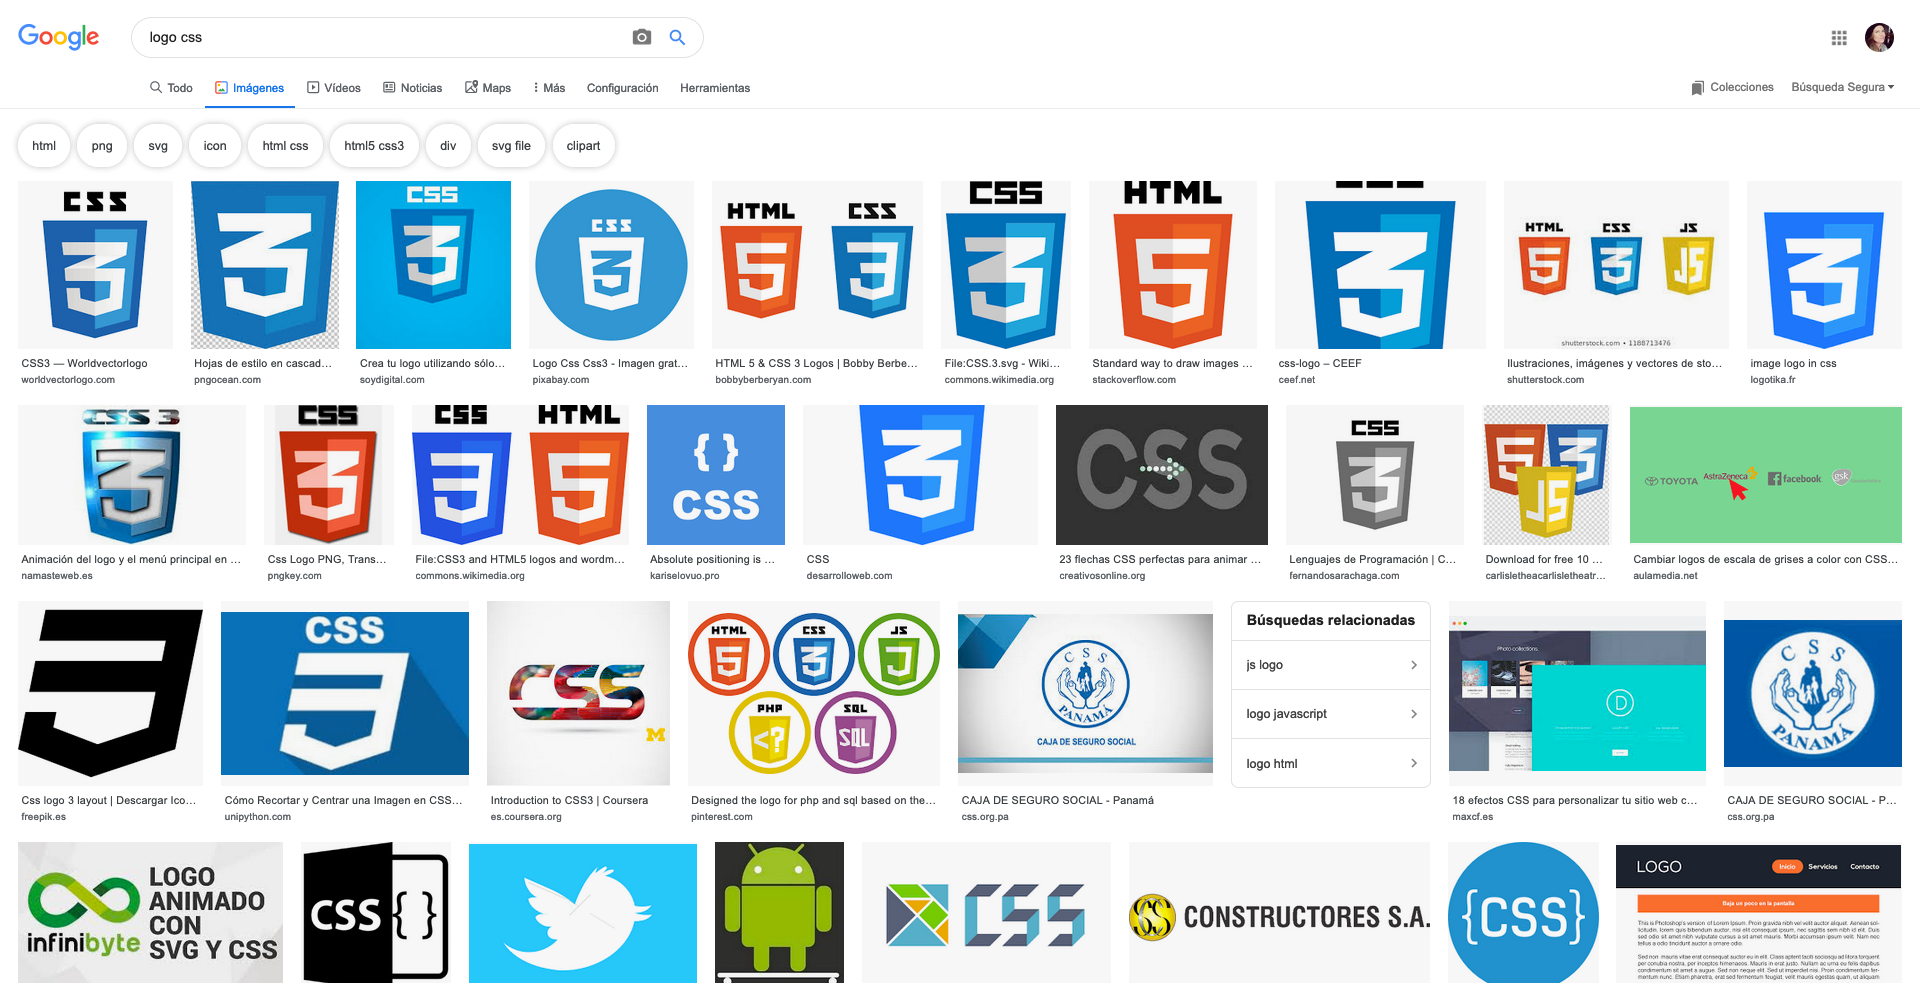 Google
logo css
Todo Imágenes Vídeos Noticias Maps Más Configuración Herramientas
Colecciones Búsqueda Segura
html png svg icon html css html5 css3 div svg file clipart
CSS
CSS
CSS
HTML CSS
CSS
HTML
HTML CSS JS
shutterstock.com • 1188713476
CSS3 — Worldvectorlogo
worldvectorlogo.com
Hojas de estilo en cascad...
pngocean.com
Crea tu logo utilizando sólo...
soydigital.com
Logo Css Css3 - Imagen grat...
pixabay.com
HTML 5 & CSS 3 Logos | Bobby Berbe...
bobbyberberyan.com
File:CSS.3.svg - Wiki...
commons.wikimedia.org
Standard way to draw images ...
stackoverflow.com
css-logo – CEEF
ceef.net
Ilustraciones, imágenes y vectores de sto...
shutterstock.com
image logo in css
logotika.fr
CSS 3
CSS
CSS HTML
{ }
CSS
CSS
CSS
JS
TOYOTA AstraZeneca facebook gsk
Animación del logo y el menú principal en ...
namasteweb.es
Css Logo PNG, Trans...
pngkey.com
File:CSS3 and HTML5 logos and wordm...
commons.wikimedia.org
Absolute positioning is ...
kariselovuo.pro
CSS
desarrolloweb.com
23 flechas CSS perfectas para animar ...
creativosonline.org
Lenguajes de Programación | C...
fernandosarachaga.com
Download for free 10 ...
carlisletheacarlisletheatr...
Cambiar logos de escala de grises a color con CSS...
aulamedia.net
CSS
CSS
M
HTML CSS JS
PHP SQL
<? SQL
CSS
PANAMÁ
CAJA DE SEGURO SOCIAL
Búsquedas relacionadas
js logo
logo javascript
logo html
Photo collections
D
CSS
PANAMÁ
Css logo 3 layout | Descargar Ico...
freepik.es
Cómo Recortar y Centrar una Imagen en CSS...
unipython.com
Introduction to CSS3 | Coursera
es.coursera.org
Designed the logo for php and sql based on the...
pinterest.com
CAJA DE SEGURO SOCIAL - Panamá
css.org.pa
18 efectos CSS para personalizar tu sitio web c...
maxcf.es
CAJA DE SEGURO SOCIAL - P...
css.org.pa
infinibyte
LOGO
ANIMADO
CON
SVG Y CSS
CSS {}
CSS
CSS CONSTRUCTORES S.A.
{CSS}
LOGO Inicio Servicios Contacto
Baja un poco en la pantalla